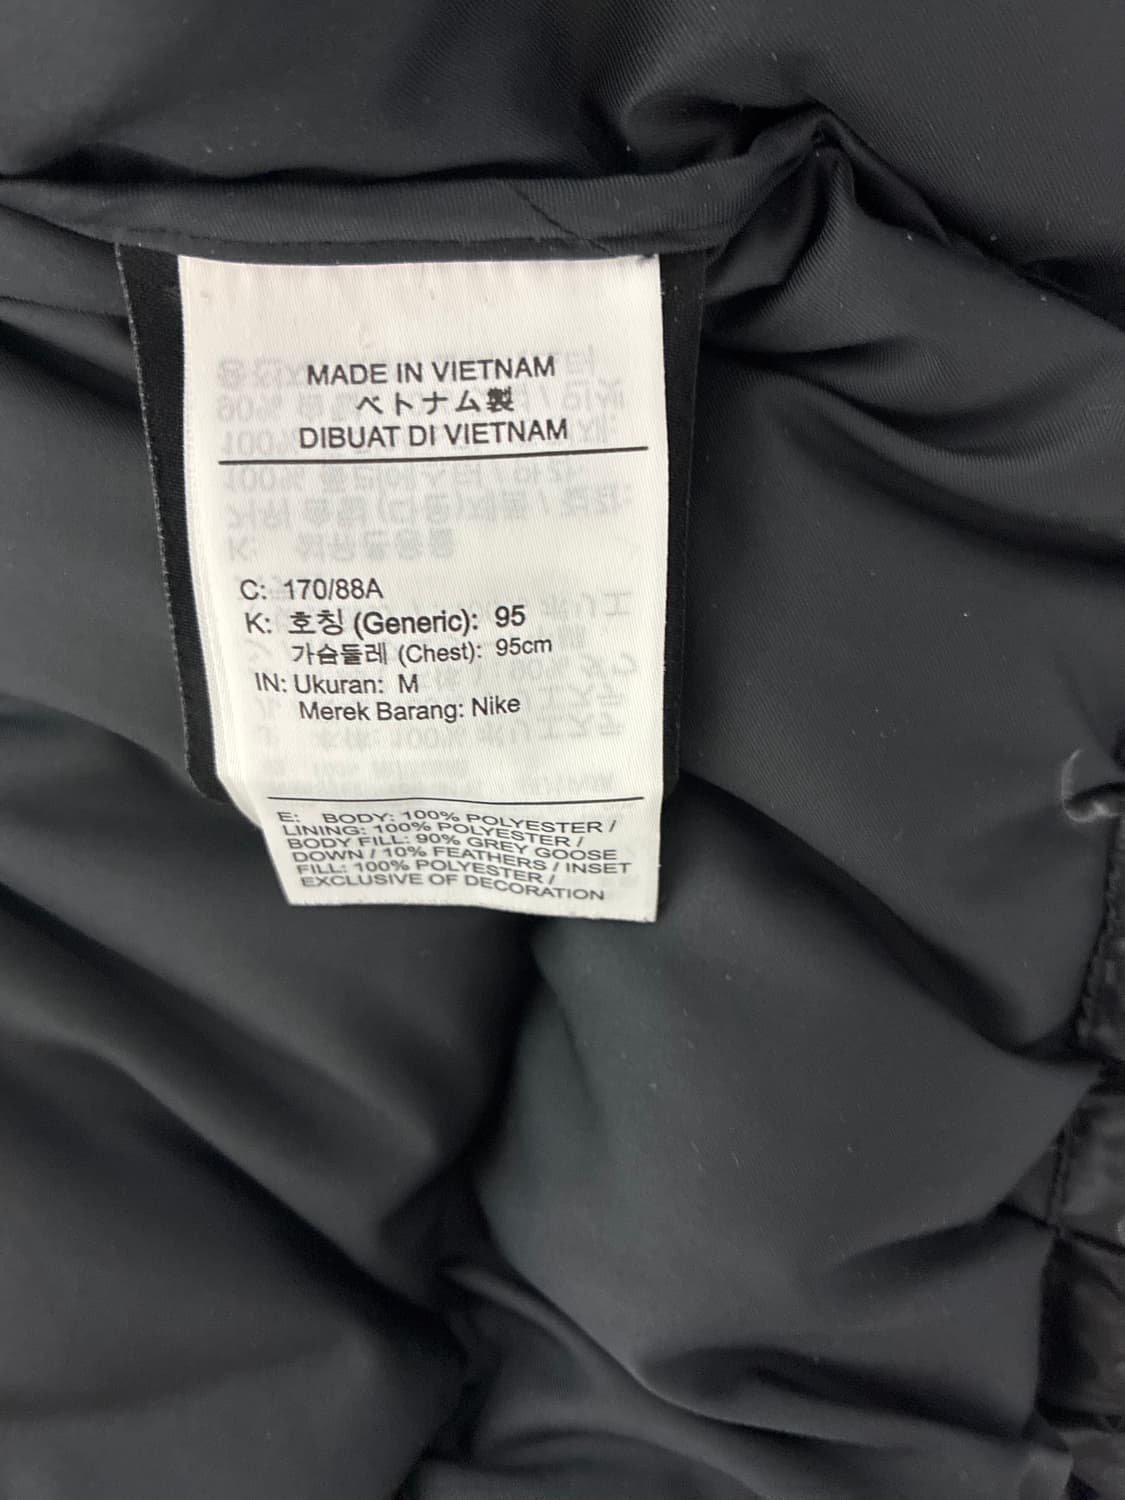 MADE IN VIETNAM
ベトナム製
DIBUAT DI VIETNAM
C: 170/88A
K: 호칭 (Generic): 95
가슴둘레 (Chest): 95cm
IN: Ukuran: M
Merek Barang: Nike
E: BODY: 100% POLYESTER /
LINING: 100% POLYESTER /
BODY FILL: 90% GREY GOOSE
DOWN / 10% FEATHERS / INSET
FILL: 100% POLYESTER /
EXCLUSIVE OF DECORATION